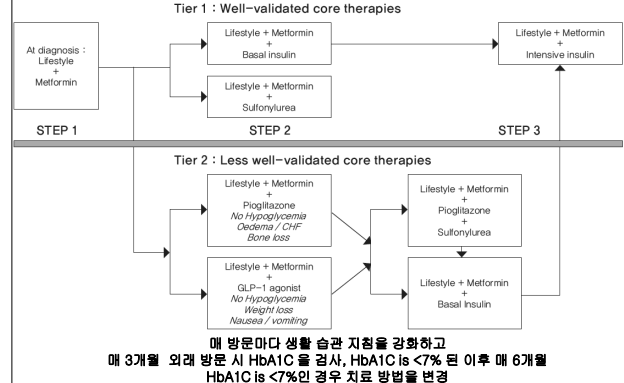 Tier 1 : Well-validated core therapies
At diagnosis :
Lifestyle
+
Metformin
Lifestyle + Metformin
+
Basal insulin
Lifestyle + Metformin
+
Intensive insulin
Lifestyle + Metformin
+
Sulfonylurea
STEP 1
STEP 2
STEP 3
Tier 2 : Less well-validated core therapies
Lifestyle + Metformin
+
Pioglitazone
No Hypoglycemia
Oedema / CHF
Bone loss
Lifestyle + Metformin
+
Pioglitazone
+
Sulfonylurea
Lifestyle + Metformin
+
GLP-1 agonist
No Hypoglycemia
Weight loss
Nausea / vomiting
Lifestyle + Metformin
+
Basal Insulin
매 방문마다 생활 습관 지침을 강화하고
매 3개월 외래 방문 시 HbA1C 을 검사, HbA1C is <7% 된 이후 매 6개월
HbA1C is <7%인 경우 치료 방법을 변경